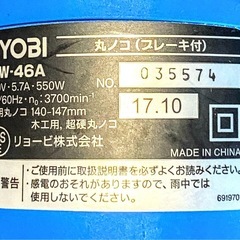 YOBI
丸ノコ(ブレーキ付)
W-46A
No.
035574
0V・5.7A・550W
/60Hz・n₀:3700min⁻¹
用丸ノコ 外径 140-147mm
木工用, 超硬丸ノコ
17.10
リョービ株式会社
MADE IN CHINA
警告
・ご使用前に取扱説明書を必ずよくお読みください。
・感電のおそれがありますので、雨中では
使用しないでください。
691970